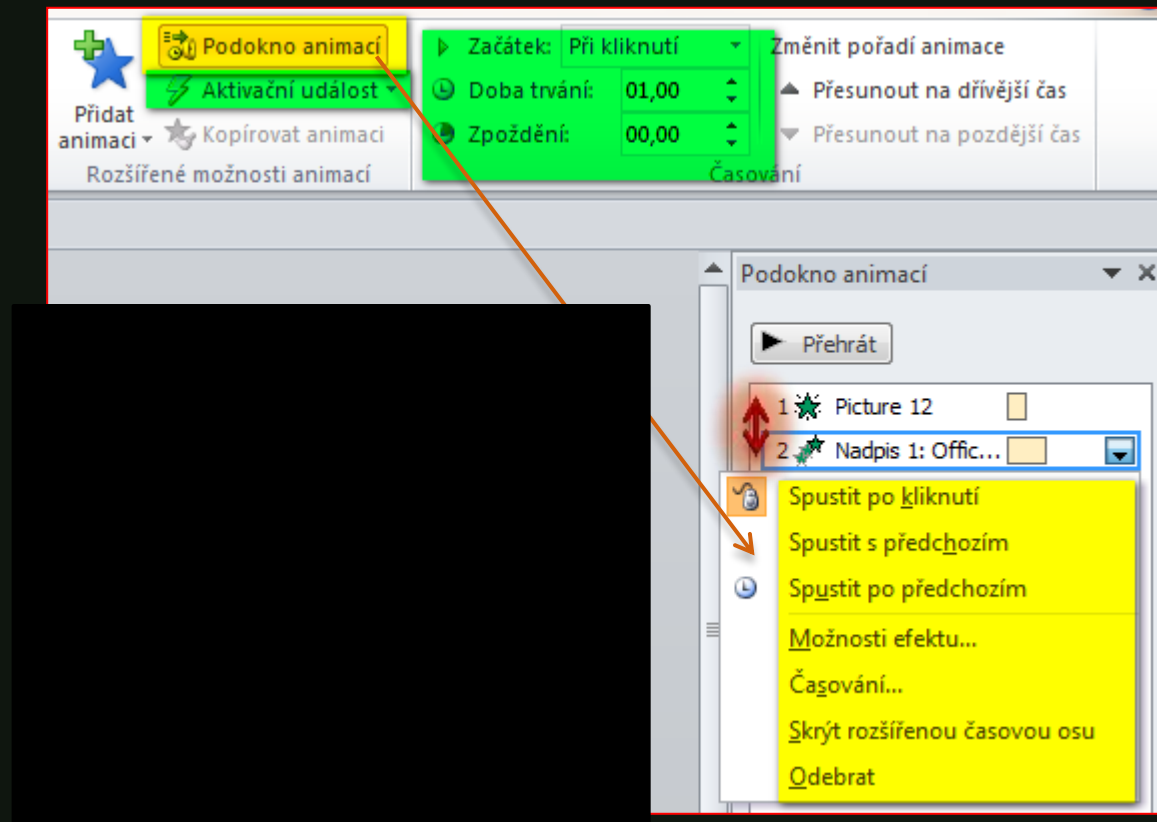 Přidat
animaci
Podokno animací
Aktivační událost
Kopírovat animaci
Rozšířené možnosti animací
Začátek: Při kliknutí
Doba trvání: 01,00
Zpoždění: 00,00
Změnit pořadí animace
Přesunout na dřívější čas
Přesunout na pozdější čas
Časování
Podokno animací
Přehrát
1 Picture 12
2 Nadpis 1: Offic...
Spustit po kliknutí
Spustit s předchozím
Spustit po předchozím
Možnosti efektu...
Časování...
Skrýt rozšířenou časovou osu
Odebrat